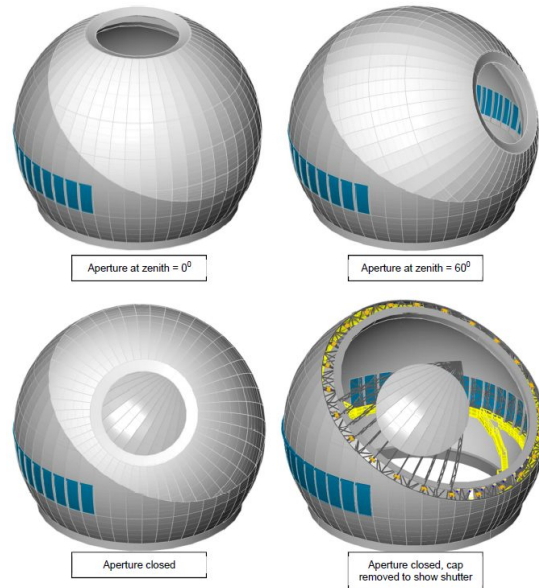 Aperture at zenith = 0⁰
Aperture at zenith = 60⁰
Aperture closed
Aperture closed, cap
removed to show shutter